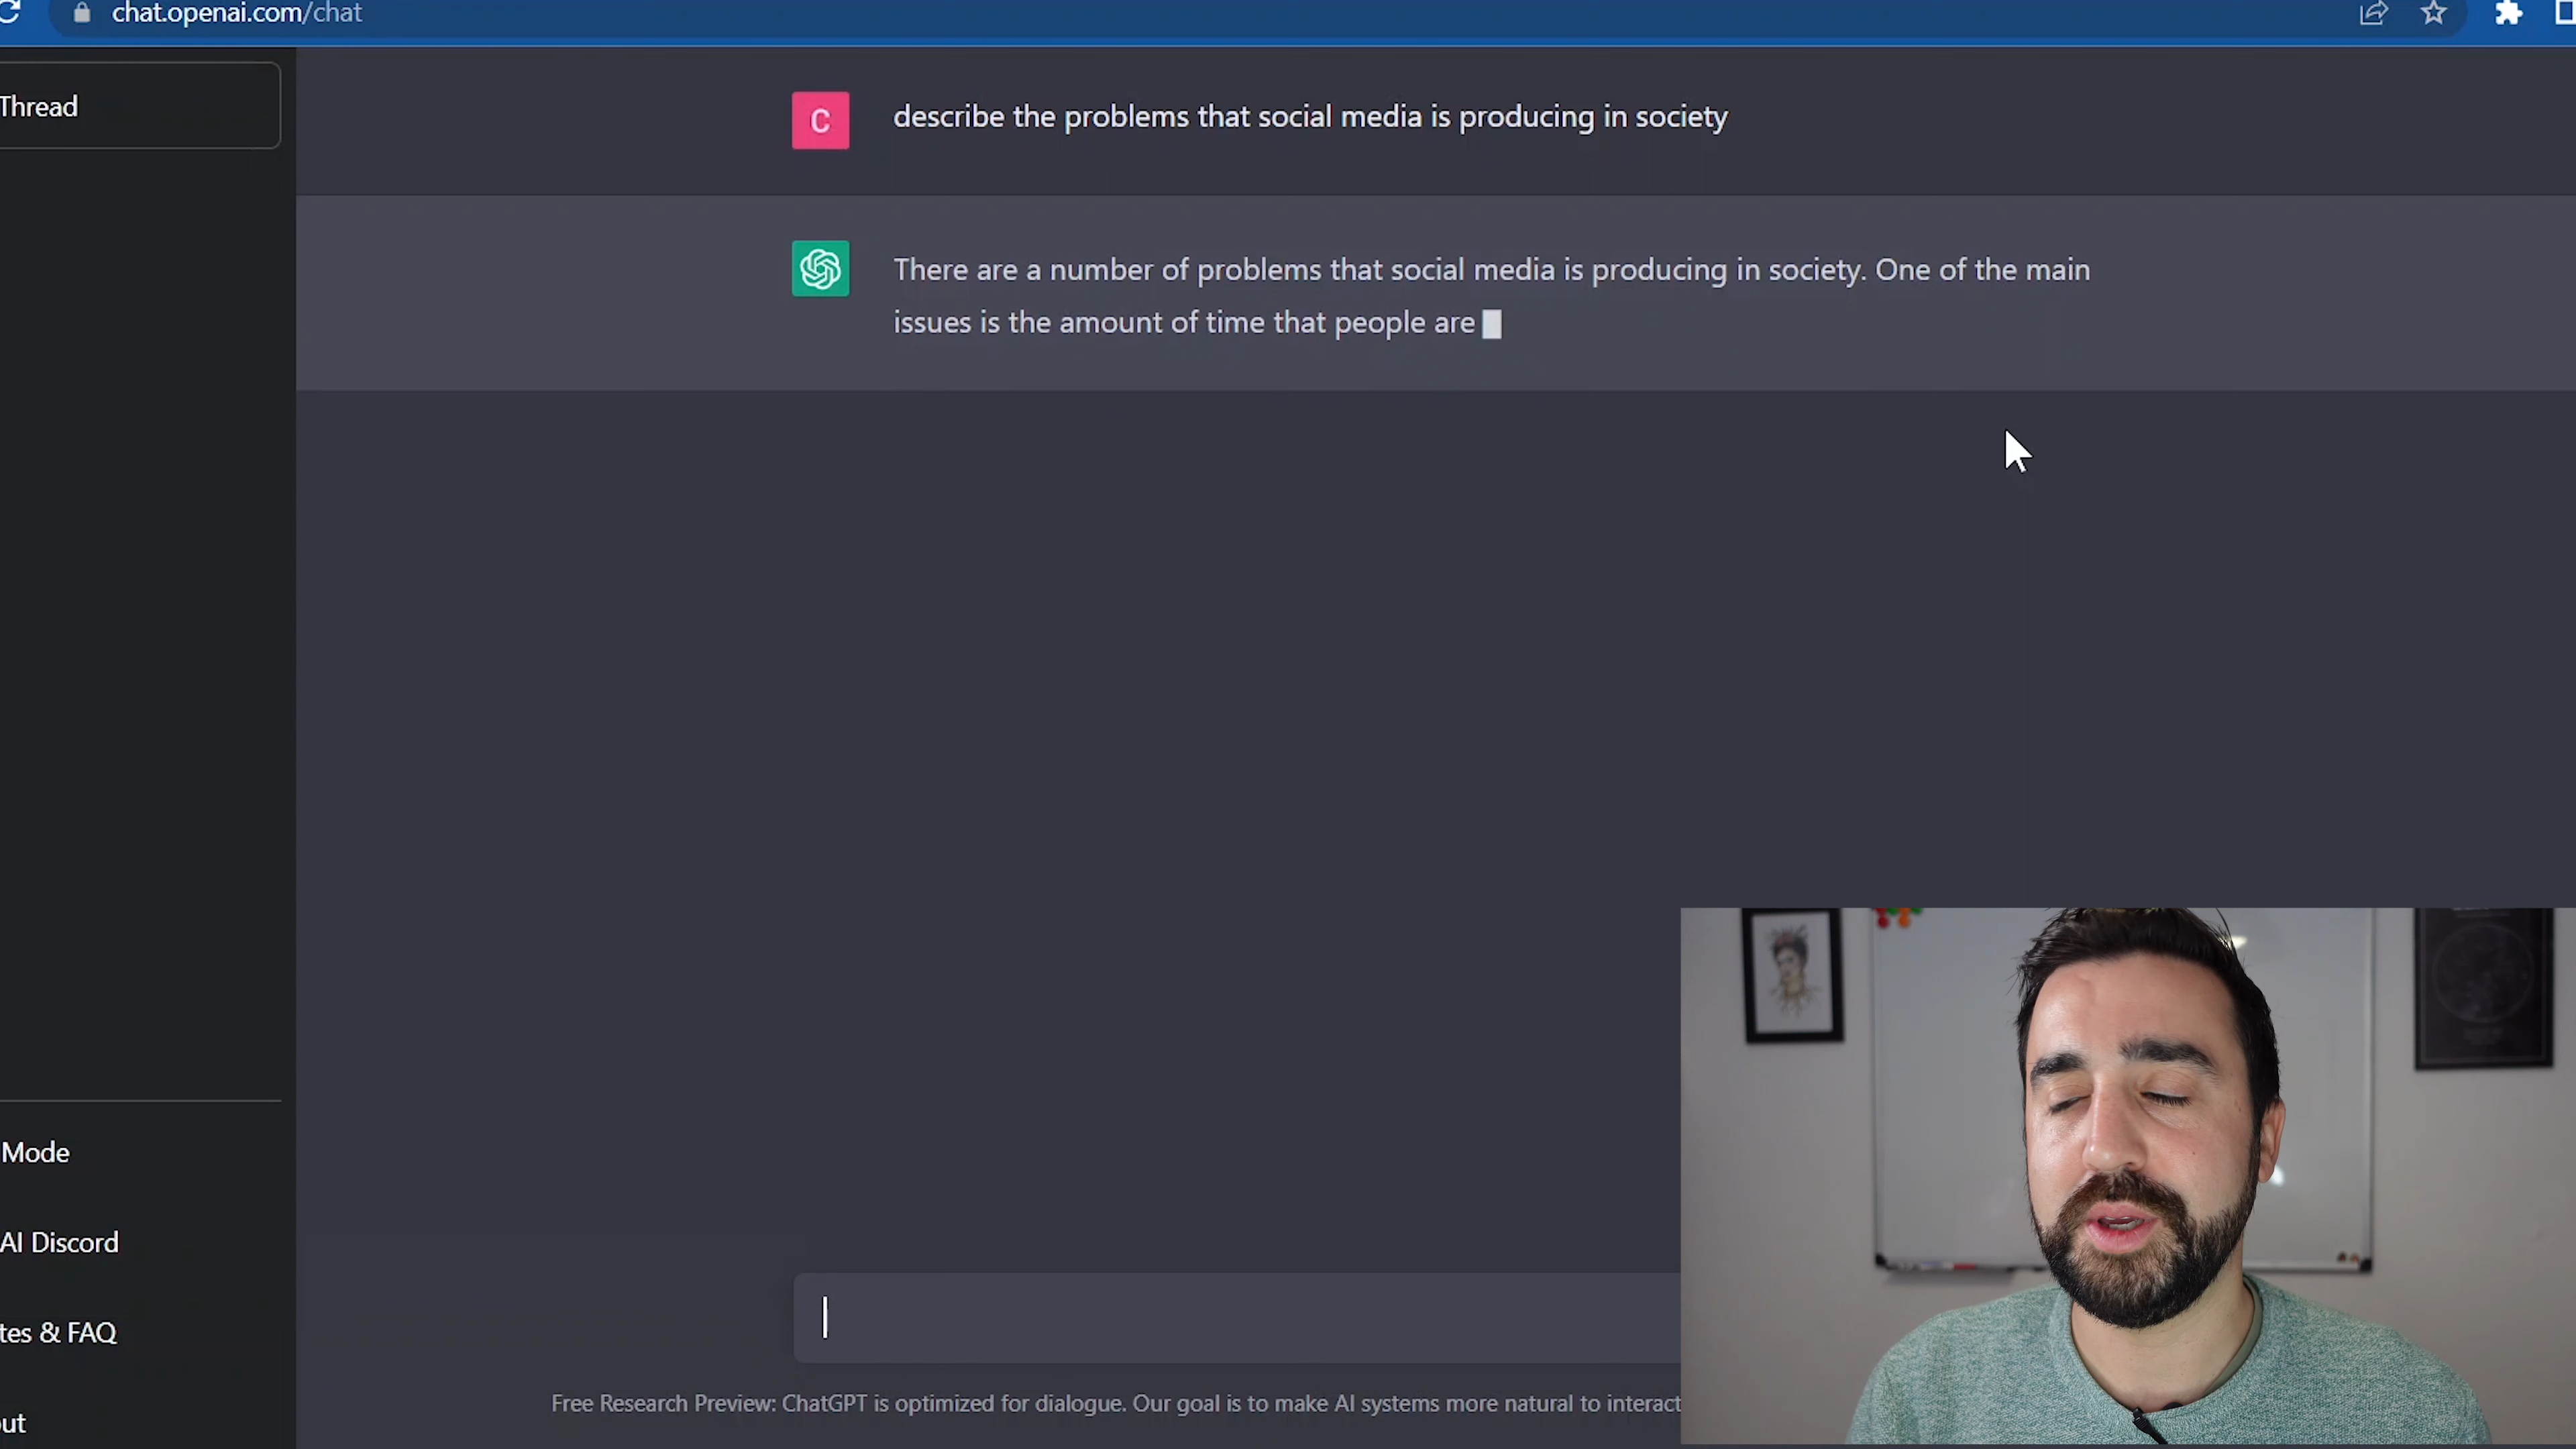 chat.openai.com/chat
Thread
C
describe the problems that social media is producing in society
There are a number of problems that social media is producing in society. One of the main
issues is the amount of time that people are
Mode
AI Discord
tes & FAQ
out
Free Research Preview: ChatGPT is optimized for dialogue. Our goal is to make AI systems more natural to interact